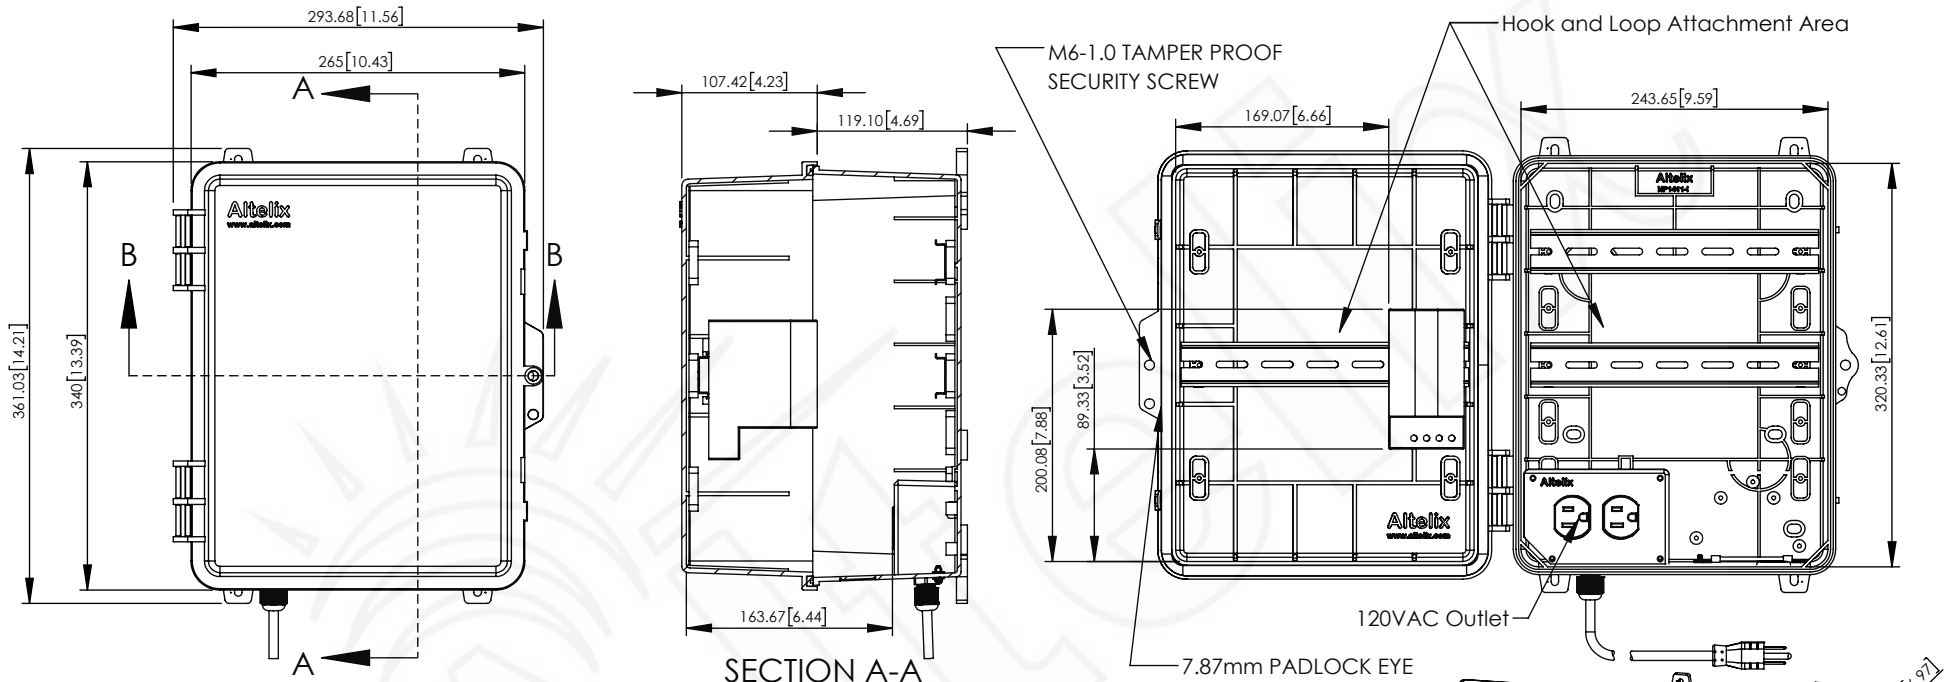 293.68[11.56]
265[10.43]
A
B
B
361.03[14.21]
340[13.39]
Altelix
www.altelix.com
A
107.42[4.23]
119.10[4.69]
163.67[6.44]
SECTION A-A
M6-1.0 TAMPER PROOF
SECURITY SCREW
Hook and Loop Attachment Area
169.07[6.66]
243.65[9.59]
200.08[7.88]
89.33[3.52]
320.33[12.61]
Altelix
www.altelix.com
Altelix
Altelix
120VAC Outlet
7.87mm PADLOCK EYE